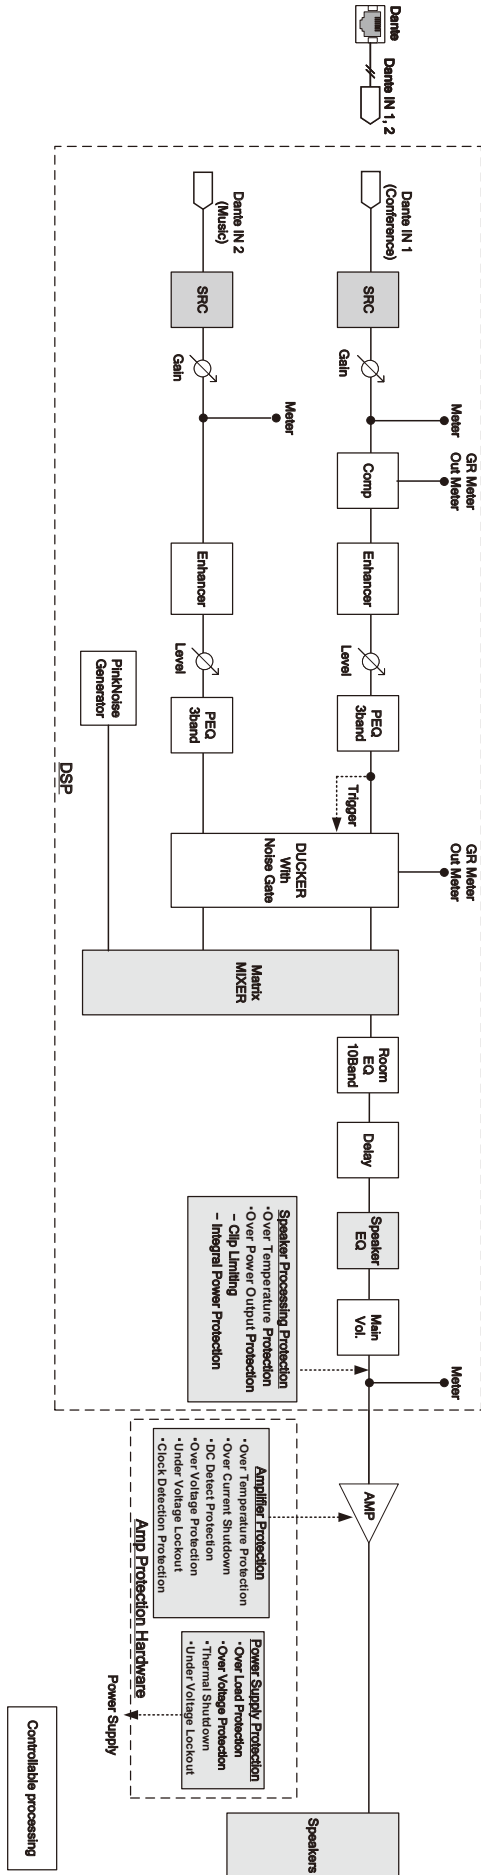 Dante
Dante IN 1, 2
Dante IN 1
(Conference)
SRC
Gain
Meter
Comp
GR Meter
Out Meter
Enhancer
Level
PEQ
3band
Trigger
Dante IN 2
(Music)
SRC
Gain
Meter
Enhancer
Level
PEQ
3band
PinkNoise
Generator
DSP
DUCKER
With
Noise Gate
GR Meter
Out Meter
Matrix
MIXER
Room
EQ
10Band
Delay
Speaker
EQ
Main
Vol.
Meter
Speaker Processing Protection
•Over Temperature Protection
•Over Power Output Protection
– Clip Limiting
– Integral Power Protection
AMP
Amplifier Protection
•Over Temperature Protection
•Over Current Shutdown
•DC Detect Protection
•Over Voltage Protection
•Under Voltage Lockout
•Clock Detection Protection
Power Supply Protection
•Over Load Protection
•Over Voltage Protection
•Thermal Shutdown
•Under Voltage Lockout
Amp Protection Hardware
Power Supply
Speakers
Controllable processing